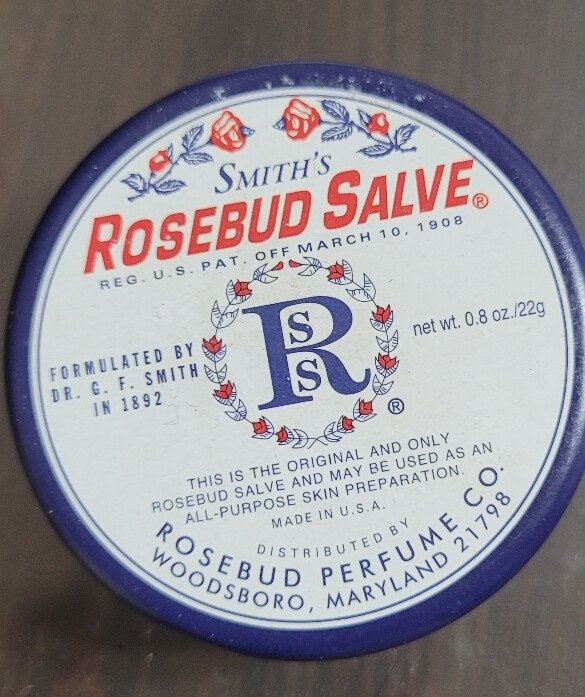 SMITH'S
ROSEBUD SALVE®
REG. U.S. PAT. OFF MARCH 10, 1908
RSS
®
net wt. 0.8 oz./22g
FORMULATED BY
DR. G. F. SMITH
IN 1892
THIS IS THE ORIGINAL AND ONLY
ROSEBUD SALVE AND MAY BE USED AS AN
ALL-PURPOSE SKIN PREPARATION.
MADE IN U.S.A.
DISTRIBUTED BY
ROSEBUD PERFUME CO.
WOODSBORO, MARYLAND 21798